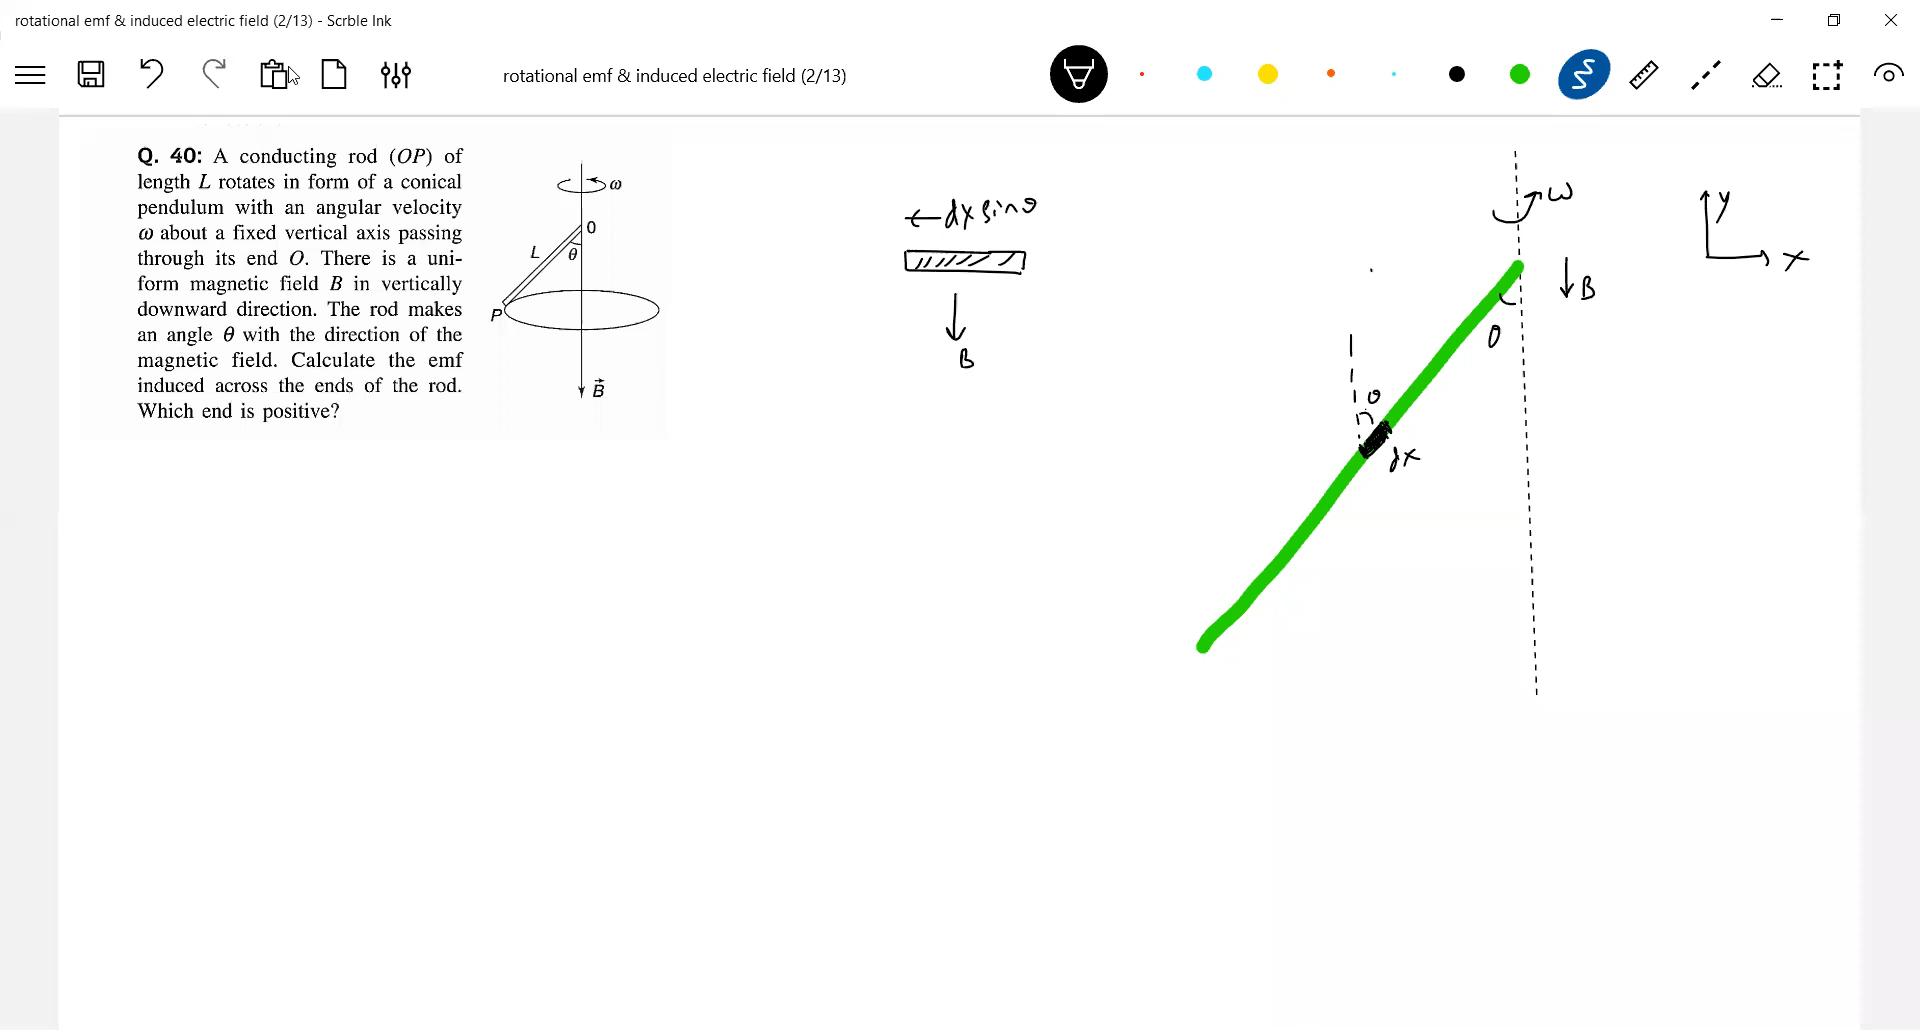 rotational emf & induced electric field (2/13) - Scrble Ink
rotational emf & induced electric field (2/13)
Q. 40: A conducting rod (OP) of
length L rotates in form of a conical
pendulum with an angular velocity
ω about a fixed vertical axis passing
through its end O. There is a uni-
form magnetic field B in vertically
downward direction. The rod makes
an angle θ with the direction of the
magnetic field. Calculate the emf
induced across the ends of the rod.
Which end is positive?
ω
O
L
θ
P
B⃗
dx sinθ
B
ω
B
θ
θ
dx
y
x